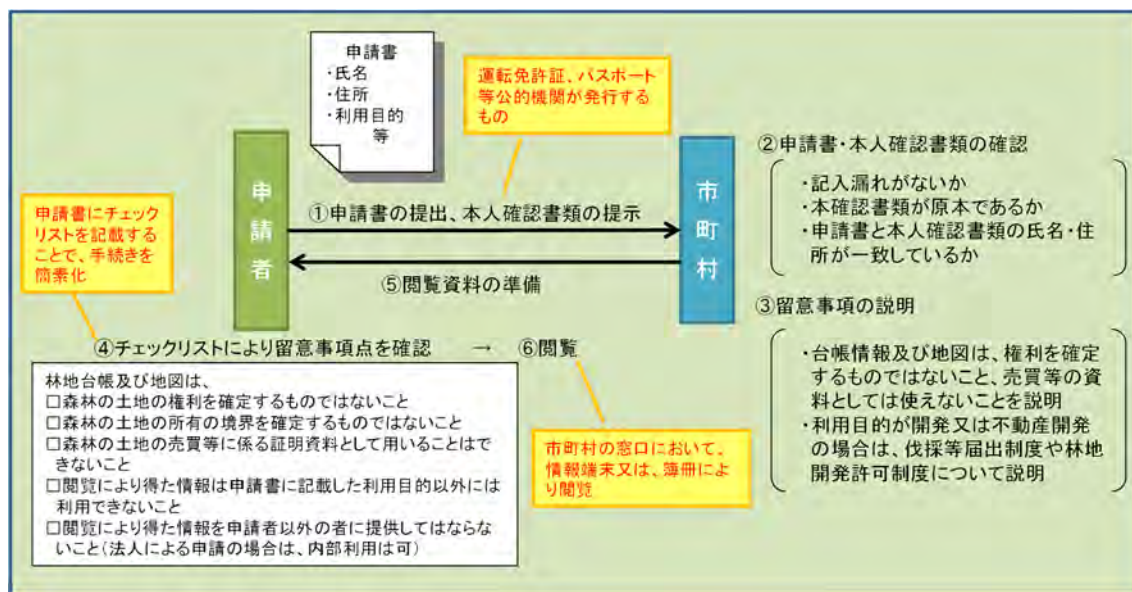 申請書
・氏名
・住所
・利用目的
等
運転免許証、パスポート
等公的機関が発行する
もの
申請者
市町村
①申請書の提出、本人確認書類の提示
⑤閲覧資料の準備
申請書にチェック
リストを記載する
ことで、手続きを
簡素化
②申請書・本人確認書類の確認
・記入漏れがないか
・本確認書類が原本であるか
・申請書と本人確認書類の氏名・住
所が一致しているか
③留意事項の説明
・台帳情報及び地図は、権利を確定
するものではないこと、売買等の資
料としては使えないことを説明
・利用目的が開発又は不動産開発
の場合は、伐採等届出制度や林地
開発許可制度について説明
④チェックリストにより留意事項点を確認 → ⑥閲覧
林地台帳及び地図は、
□森林の土地の権利を確定するものではないこと
□森林の土地の所有の境界を確定するものではないこと
□森林の土地の売買等に係る証明資料として用いることはで
きないこと
□閲覧により得た情報は申請書に記載した利用目的以外には
利用できないこと
□閲覧により得た情報を申請者以外の者に提供してはならな
いこと(法人による申請の場合は、内部利用は可)
市町村の窓口において、
情報端末又は、簿冊によ
り閲覧